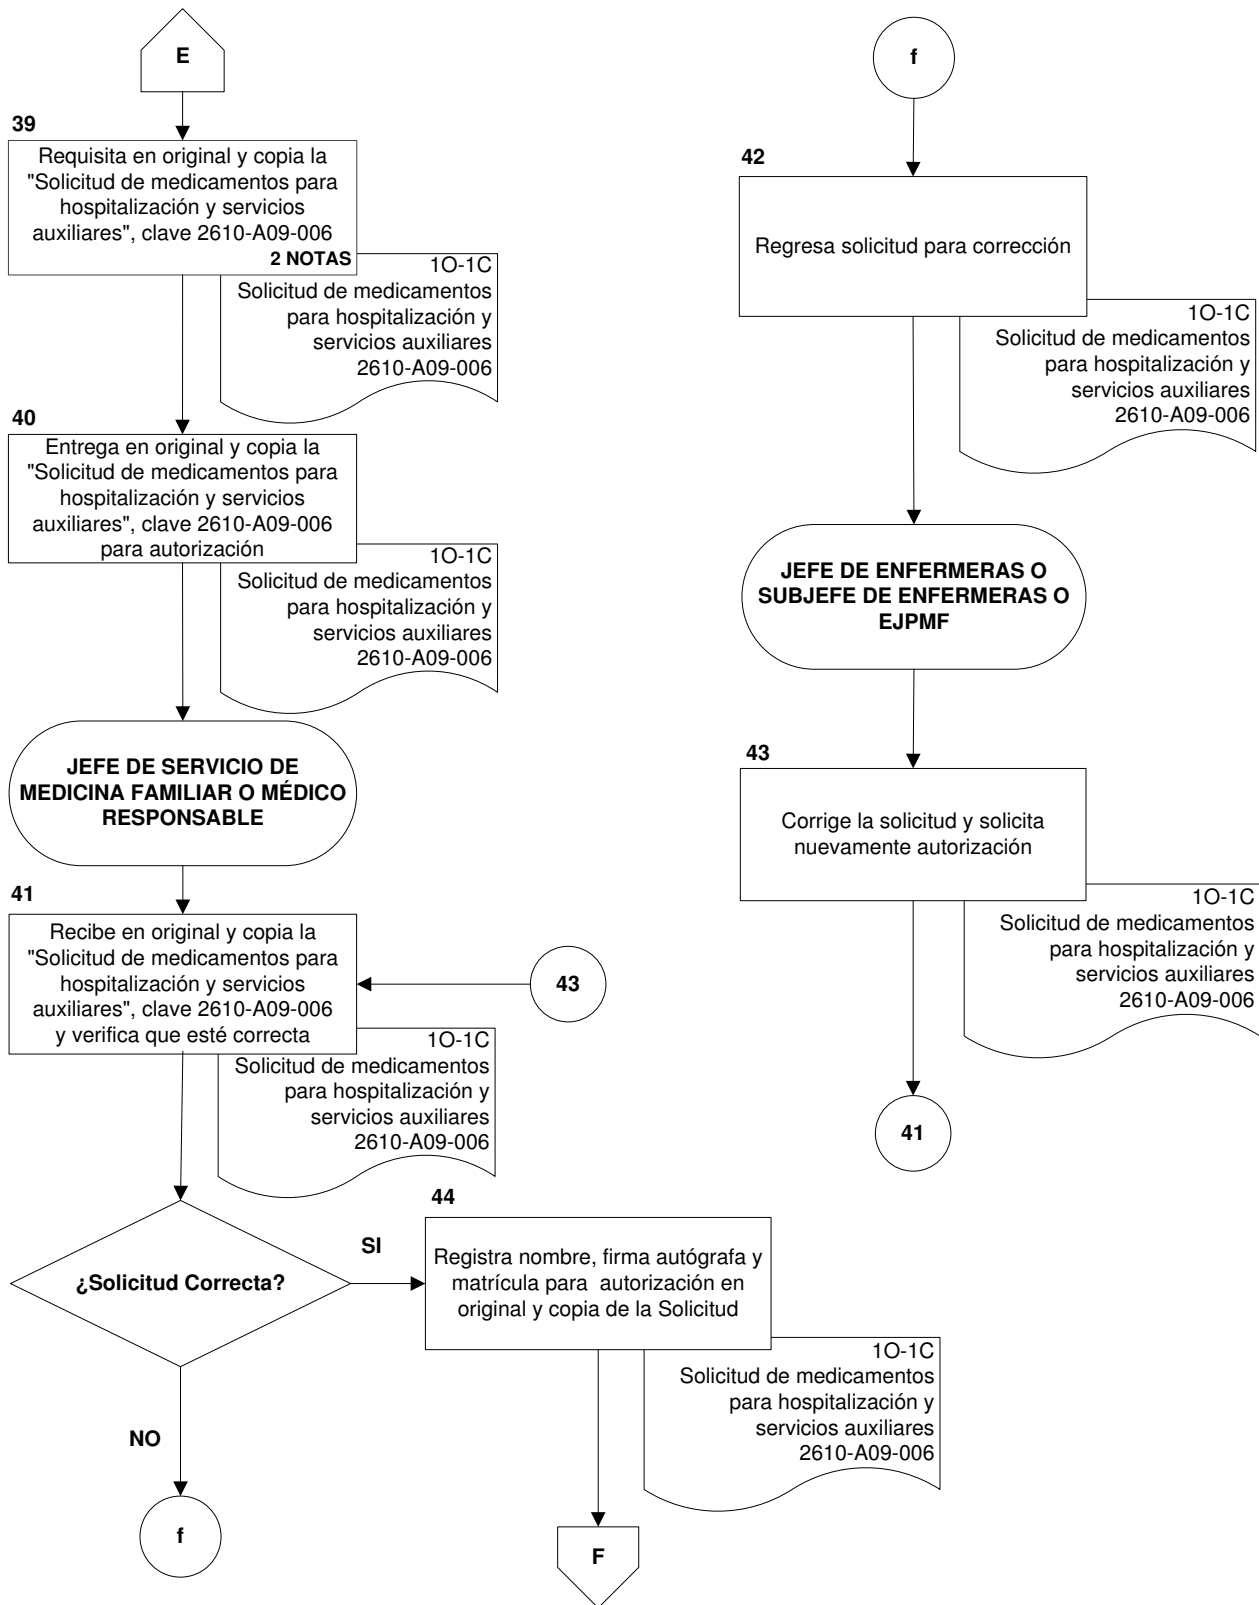 E
39
Requisita en original y copia la
"Solicitud de medicamentos para
hospitalización y servicios
auxiliares", clave 2610-A09-006
2 NOTAS
1O-1C
Solicitud de medicamentos
para hospitalización y
servicios auxiliares
2610-A09-006
40
Entrega en original y copia la
"Solicitud de medicamentos para
hospitalización y servicios
auxiliares", clave 2610-A09-006
para autorización
1O-1C
Solicitud de medicamentos
para hospitalización y
servicios auxiliares
2610-A09-006
JEFE DE SERVICIO DE
MEDICINA FAMILIAR O MÉDICO
RESPONSABLE
41
Recibe en original y copia la
"Solicitud de medicamentos para
hospitalización y servicios
auxiliares", clave 2610-A09-006
y verifica que esté correcta
43
1O-1C
Solicitud de medicamentos
para hospitalización y
servicios auxiliares
2610-A09-006
¿Solicitud Correcta?
SI
NO
f
44
Registra nombre, firma autógrafa y
matrícula para  autorización en
original y copia de la Solicitud
1O-1C
Solicitud de medicamentos
para hospitalización y
servicios auxiliares
2610-A09-006
F
f
42
Regresa solicitud para corrección
1O-1C
Solicitud de medicamentos
para hospitalización y
servicios auxiliares
2610-A09-006
JEFE DE ENFERMERAS O
SUBJEFE DE ENFERMERAS O
EJPMF
43
Corrige la solicitud y solicita
nuevamente autorización
1O-1C
Solicitud de medicamentos
para hospitalización y
servicios auxiliares
2610-A09-006
41